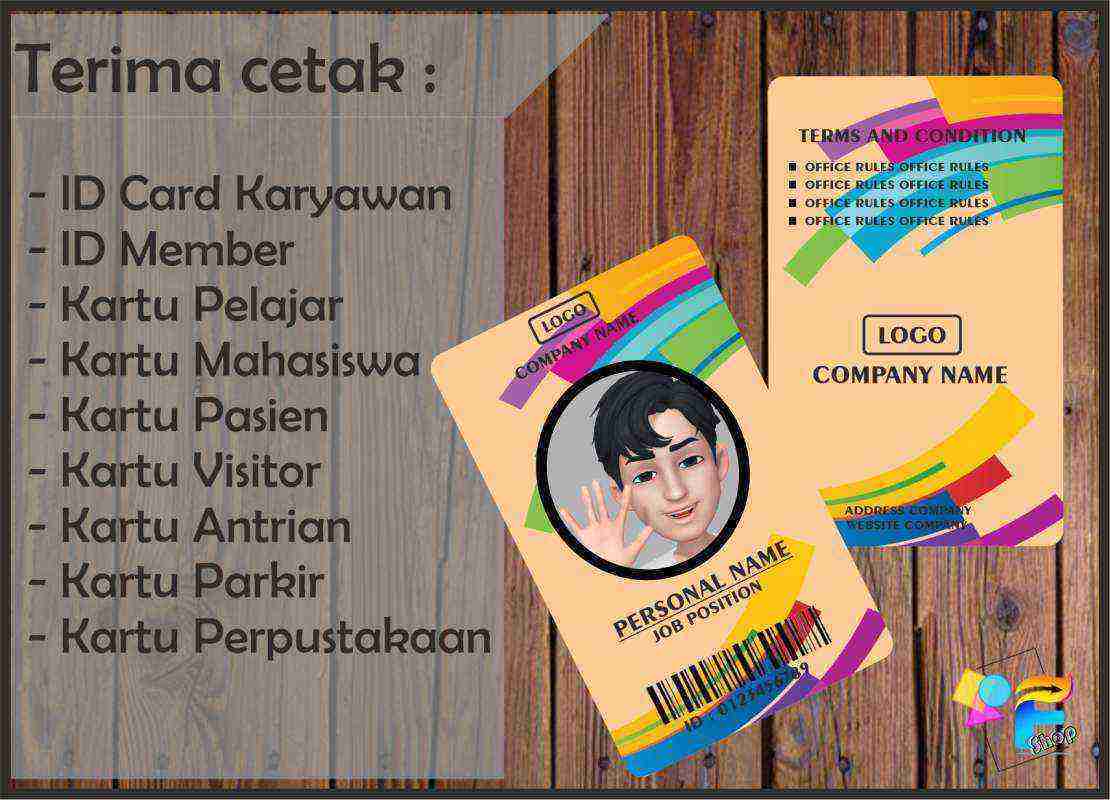 Terima cetak :
- ID Card Karyawan
- ID Member
- Kartu Pelajar
- Kartu Mahasiswa
- Kartu Pasien
- Kartu Visitor
- Kartu Antrian
- Kartu Parkir
- Kartu Perpustakaan
LOGO
COMPANY NAME
PERSONAL NAME
JOB POSITION
ID : 0123456789
TERMS AND CONDITION
OFFICE RULES OFFICE RULES
OFFICE RULES OFFICE RULES
OFFICE RULES OFFICE RULES
OFFICE RULES OFFICE RULES
LOGO
COMPANY NAME
ADDRESS COMPANY
WEBSITE COMPANY
F
Shop